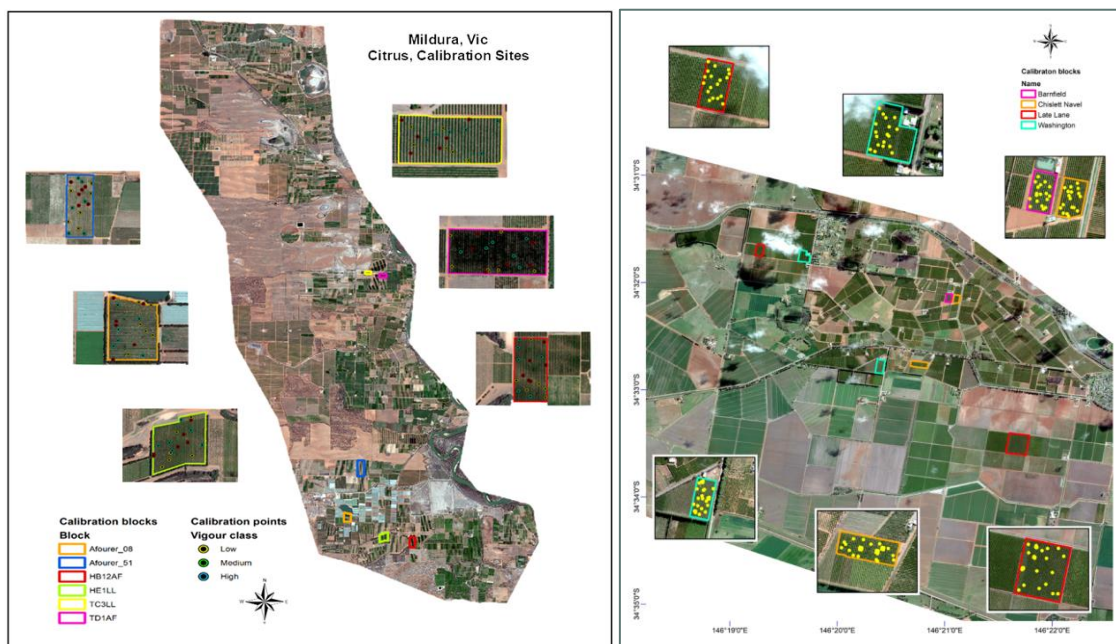 Mildura, Vic
Citrus, Calibration Sites
Calibration blocks
Block
Afourer_08
Afourer_51
HB12AF
HE1LL
TC3LL
TD1AF
Calibration points
Vigour class
Low
Medium
High
N
W
E
S
Calibraton blocks
Name
Barnfield
Chislett Navel
Late Lane
Washington
34°31'0"S
34°32'0"S
34°33'0"S
34°34'0"S
34°35'0"S
146°19'0"E
146°20'0"E
146°21'0"E
146°22'0"E